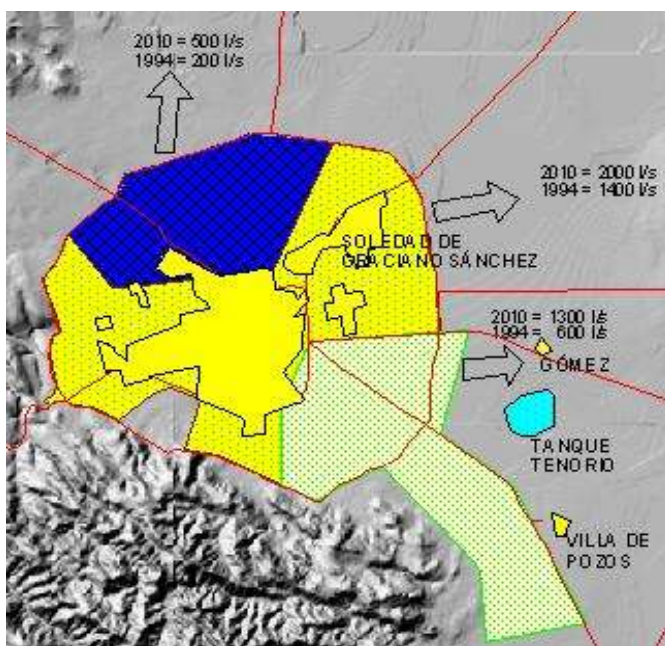 2010 = 500 l/s
1994 = 200 l/s
2010 = 2000 l/s
1994 = 1400 l/s
SOLEDAD DE
GRACIANO SÁNCHEZ
2010 = 1300 l/s
1994 = 600 l/s
GÓMEZ
TANQUE
TENORIO
VILLA DE
POZOS